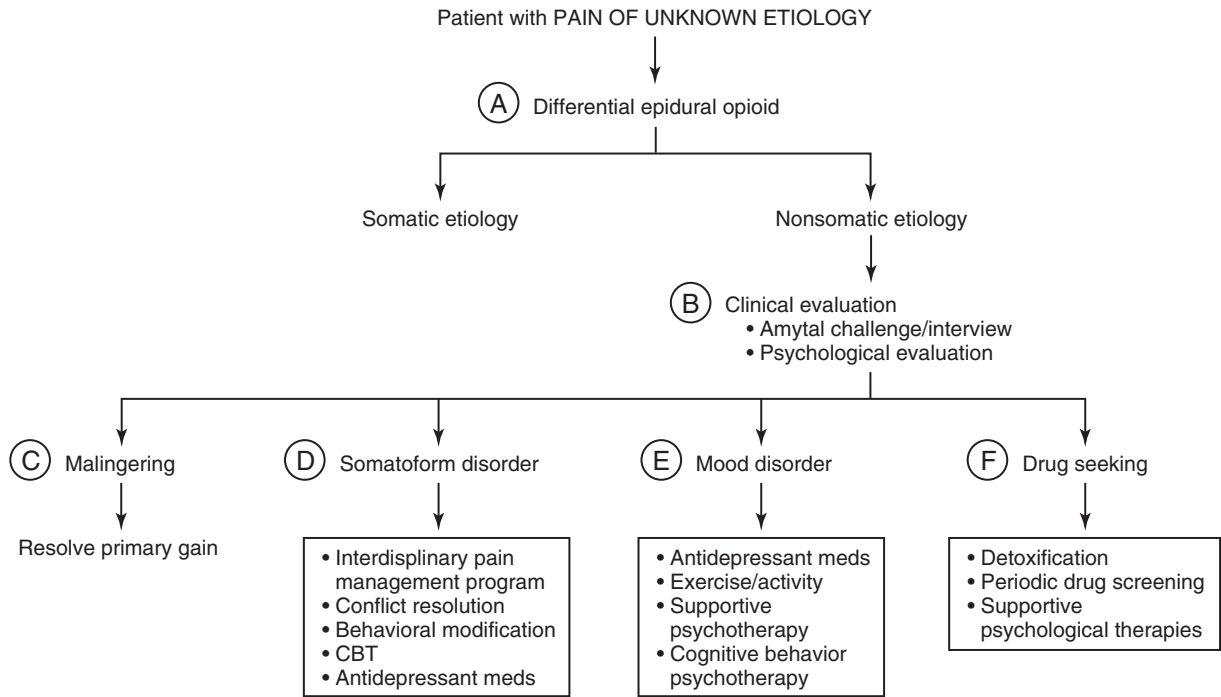 Patient with PAIN OF UNKNOWN ETIOLOGY
A Differential epidural opioid
Somatic etiology
Nonsomatic etiology
B Clinical evaluation
• Amytal challenge/interview
• Psychological evaluation
C Malingering
D Somatoform disorder
E Mood disorder
F Drug seeking
Resolve primary gain
• Interdisplinary pain
management program
• Conflict resolution
• Behavioral modification
• CBT
• Antidepressant meds
• Antidepressant meds
• Exercise/activity
• Supportive
psychotherapy
• Cognitive behavior
psychotherapy
• Detoxification
• Periodic drug screening
• Supportive
psychological therapies